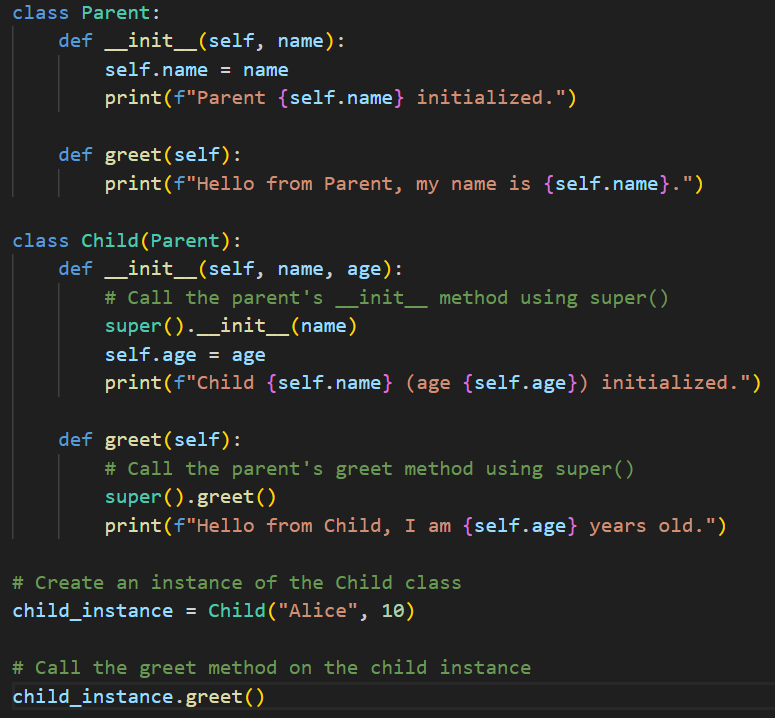 class Parent:
    def __init__(self, name):
        self.name = name
        print(f"Parent {self.name} initialized.")

    def greet(self):
        print(f"Hello from Parent, my name is {self.name}.")

class Child(Parent):
    def __init__(self, name, age):
        # Call the parent's __init__ method using super()
        super().__init__(name)
        self.age = age
        print(f"Child {self.name} (age {self.age}) initialized.")

    def greet(self):
        # Call the parent's greet method using super()
        super().greet()
        print(f"Hello from Child, I am {self.age} years old.")

# Create an instance of the Child class
child_instance = Child("Alice", 10)

# Call the greet method on the child instance
child_instance.greet()